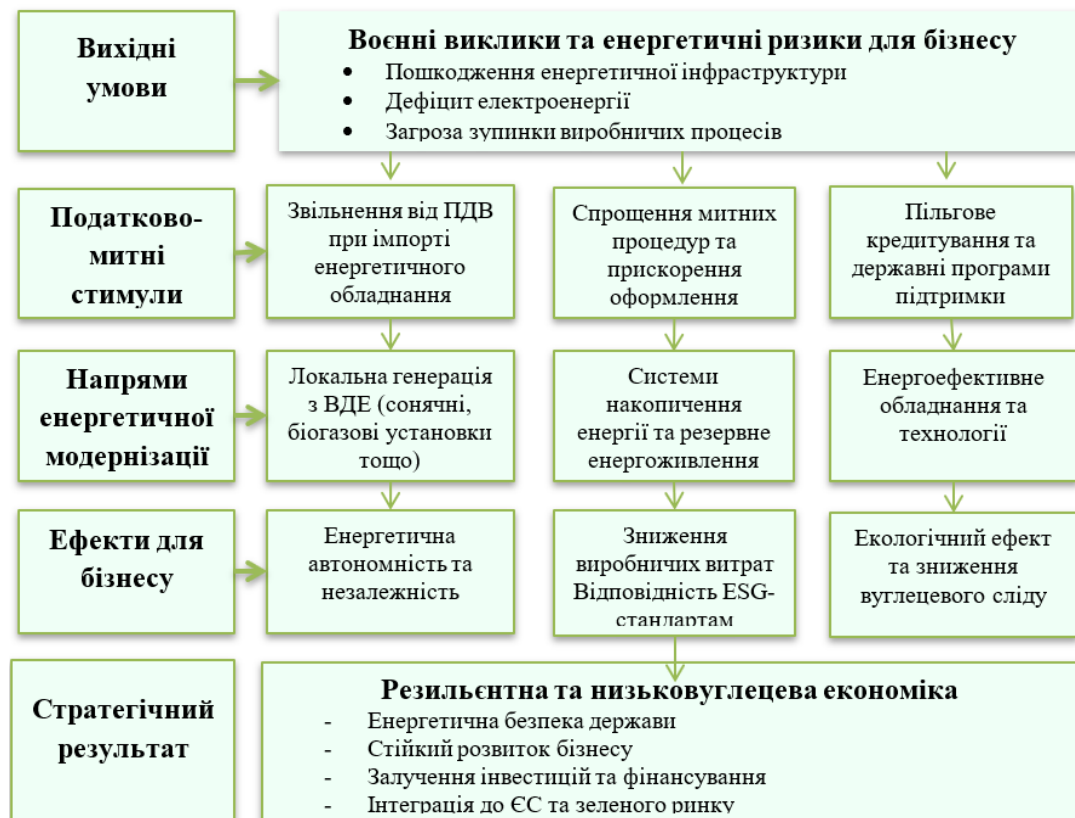 Вихідні
умови
Воєнні виклики та енергетичні ризики для бізнесу
• Пошкодження енергетичної інфраструктури
• Дефіцит електроенергії
• Загроза зупинки виробничих процесів
Податково-
митні
стимули
Звільнення від ПДВ
при імпорті
енергетичного
обладнання
Спрощення митних
процедур та
прискорення
оформлення
Пільгове
кредитування та
державні програми
підтримки
Напрями
енергетичної
модернізації
Локальна генерація
з ВДЕ (сонячні,
біогазові установки
тощо)
Системи
накопичення
енергії та резервне
енергоживлення
Енергоефективне
обладнання та
технології
Ефекти для
бізнесу
Енергетична
автономність та
незалежність
Зниження
виробничих витрат
Відповідність ESG-
стандартам
Екологічний ефект
та зниження
вуглецевого сліду
Стратегічний
результат
Резильєнтна та низьковуглецева економіка
- Енергетична безпека держави
- Стійкий розвиток бізнесу
- Залучення інвестицій та фінансування
- Інтеграція до ЄС та зеленого ринку